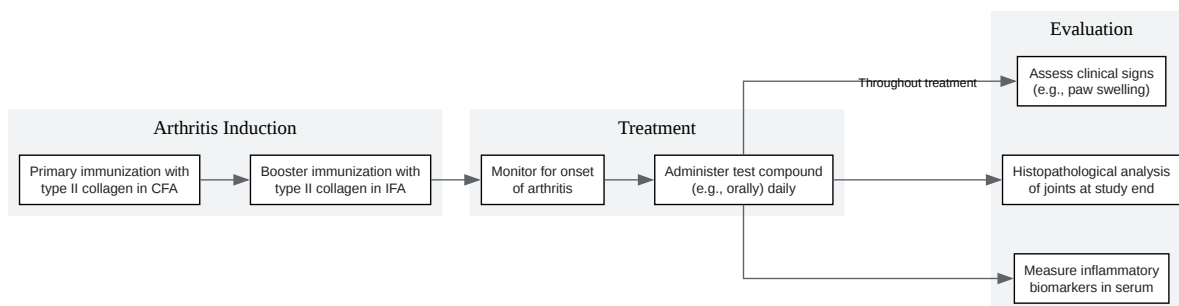 Arthritis Induction
Primary immunization with
type II collagen in CFA
Booster immunization with
type II collagen in IFA
Treatment
Monitor for onset
of arthritis
Administer test compound
(e.g., orally) daily
Throughout treatment
Evaluation
Assess clinical signs
(e.g., paw swelling)
Histopathological analysis
of joints at study end
Measure inflammatory
biomarkers in serum